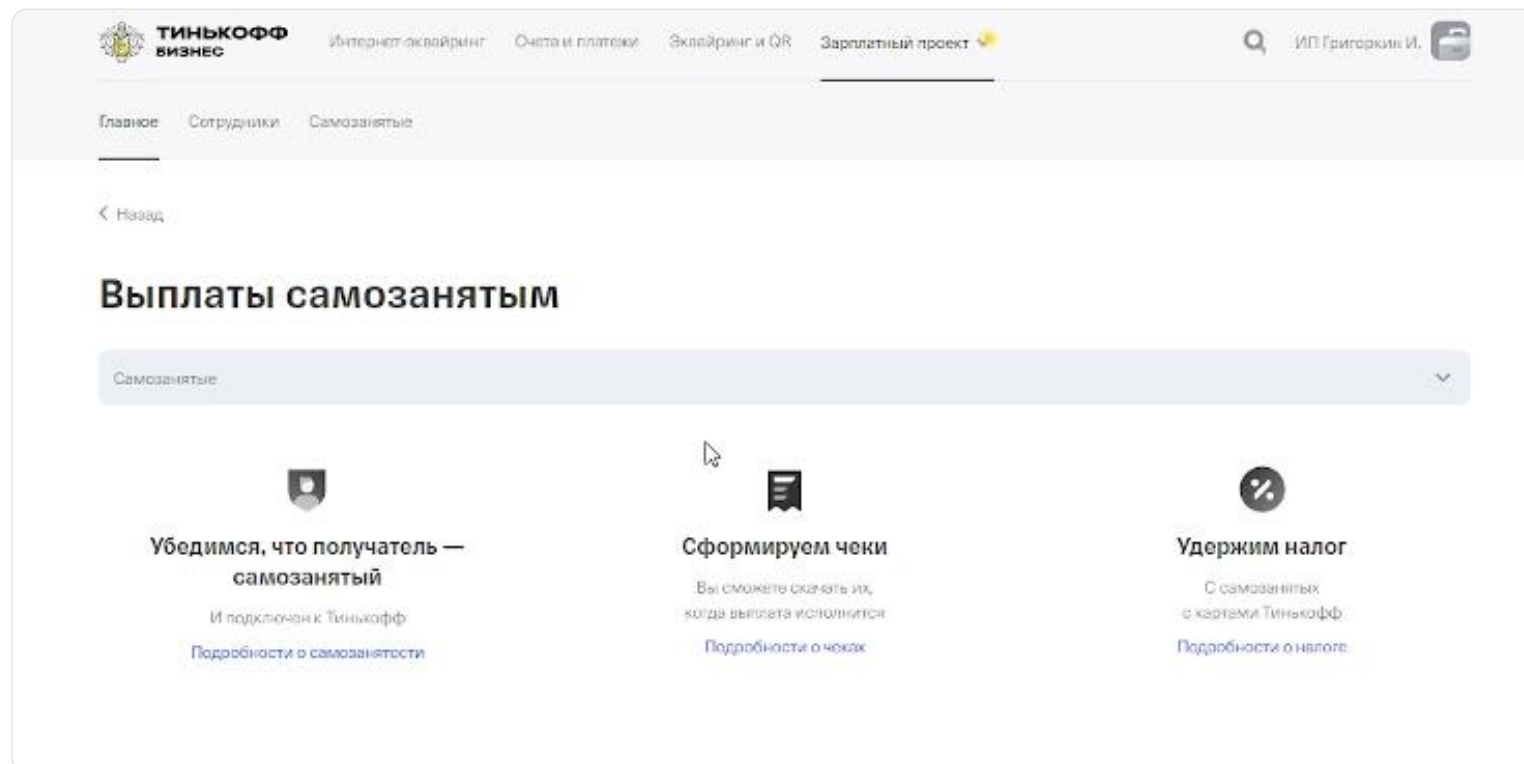 ТИНЬКОФФ
БИЗНЕС
Интернет-эквайринг Счета и платежи Эквайринг и QR Зарплатный проект ИП Григоркин И.
Главное Сотрудники Самозанятые
Назад
Выплаты самозанятым
Самозанятые
Убедимся, что получатель —
самозанятый
И подключен к Тинькофф
Подробности о самозанятости
Сформируем чеки
Вы сможете скачать их,
когда выплата исполнится
Подробности о чеках
Удержим налог
С самозанятых
с картами Тинькофф
Подробности о налоге